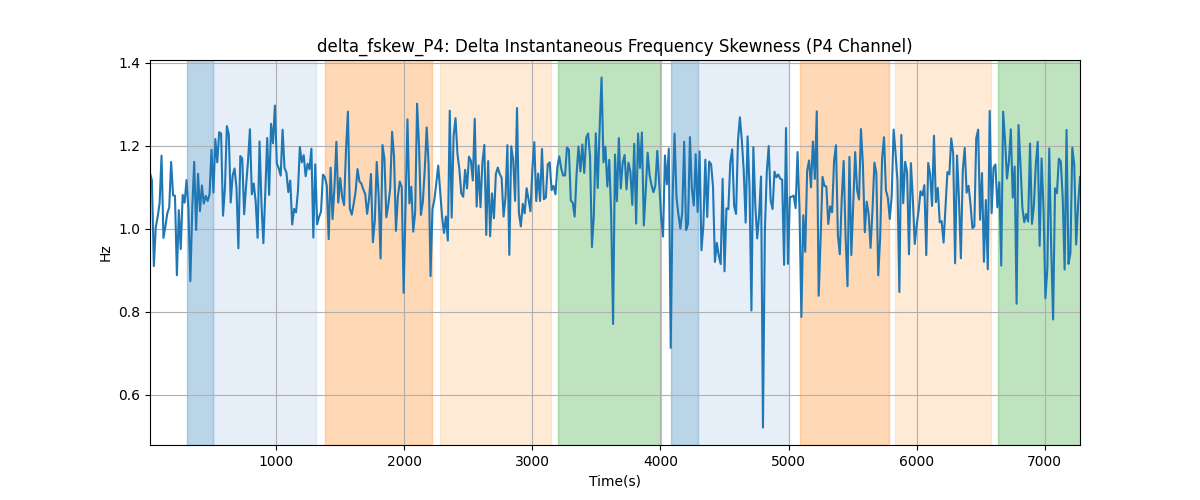 delta_fskew_P4: Delta Instantaneous Frequency Skewness (P4 Channel)
1.4
1.2
1.0
0.8
0.6
Hz
1000 2000 3000 4000 5000 6000 7000
Time(s)